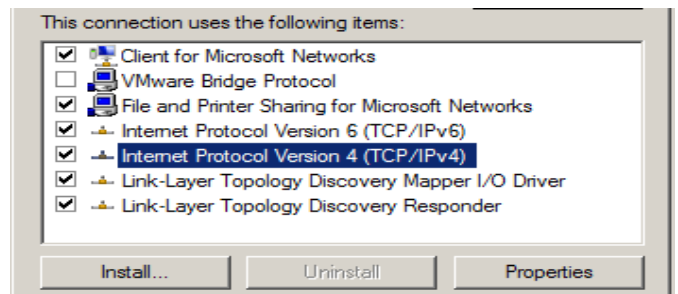 This connection uses the following items:
Client for Microsoft Networks
VMware Bridge Protocol
File and Printer Sharing for Microsoft Networks
Internet Protocol Version 6 (TCP/IPv6)
Internet Protocol Version 4 (TCP/IPv4)
Link-Layer Topology Discovery Mapper I/O Driver
Link-Layer Topology Discovery Responder
Install... Uninstall Properties